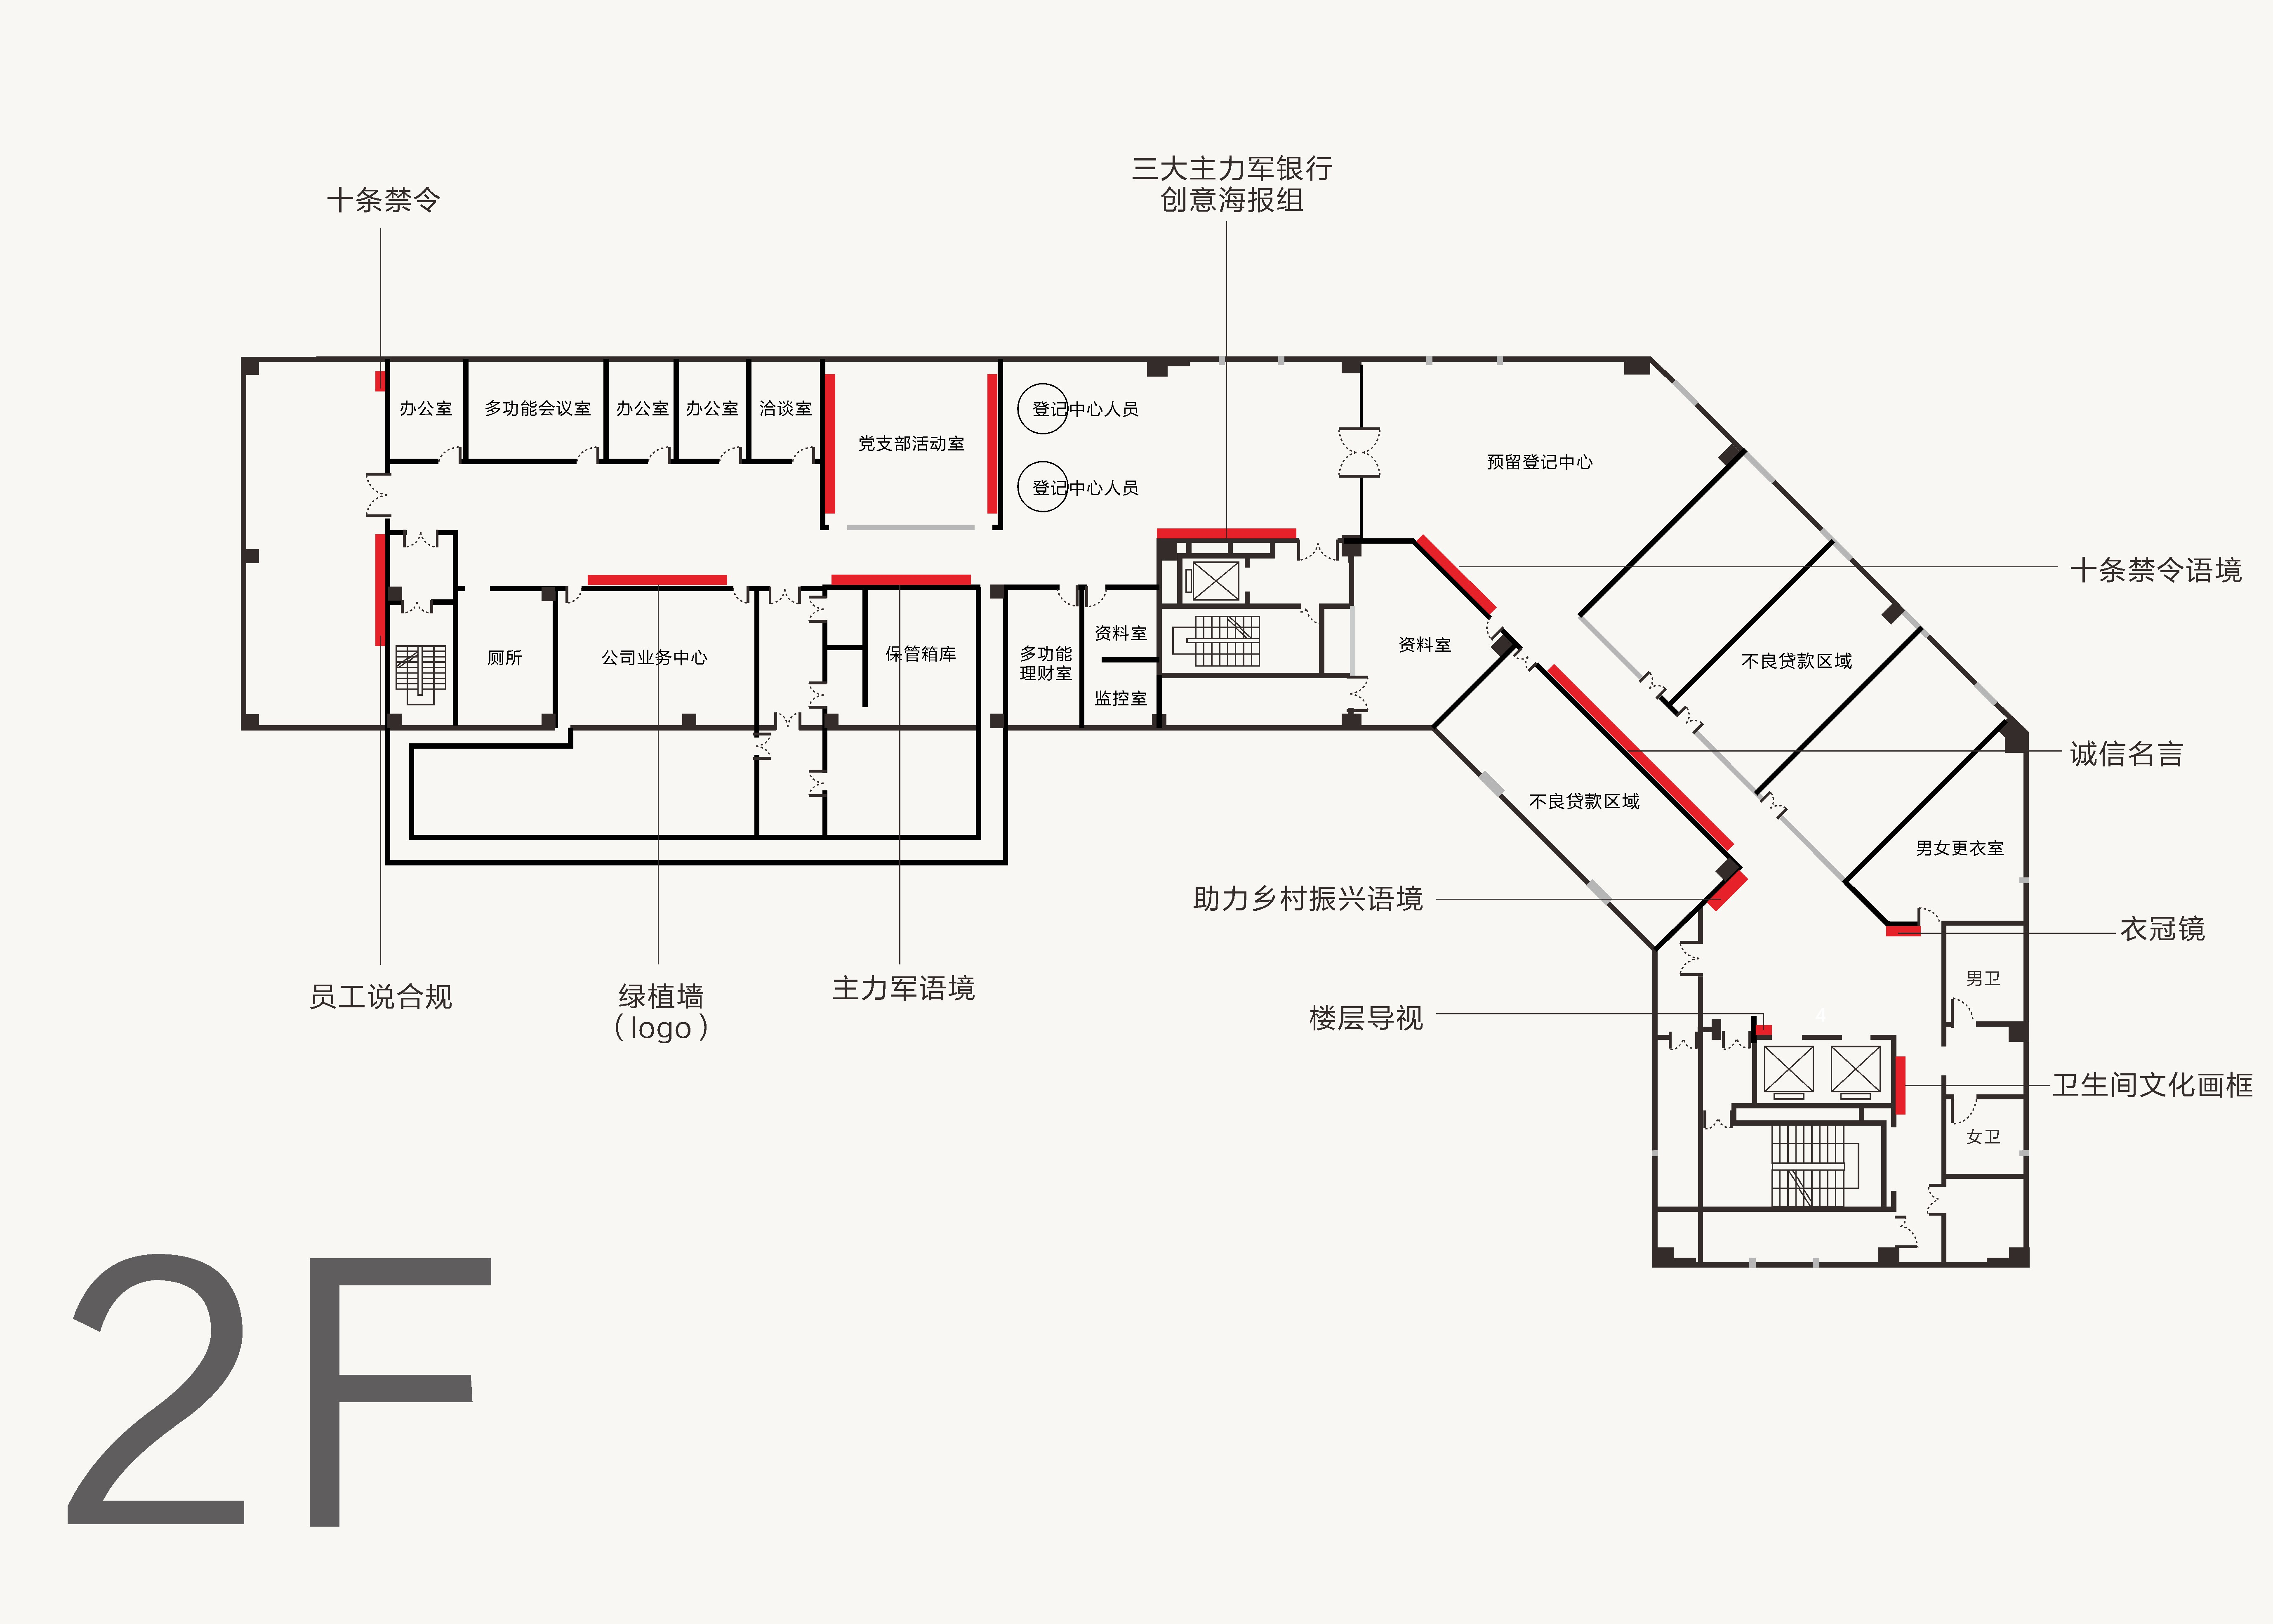 三大主力军银行
创意海报组
十条禁令
办公室
多功能会议室
办公室
办公室
洽谈室
登记中心人员
党支部活动室
预留登记中心
登记中心人员
十条禁令语境
资料室
资料室
厕所
公司业务中心
保管箱库
多功能
理财室
不良贷款区域
监控室
诚信名言
不良贷款区域
男女更衣室
助力乡村振兴语境
衣冠镜
男卫
主力军语境
员工说合规
绿植墙
（logo）
楼层导视
4
卫生间文化画框
女卫
2F